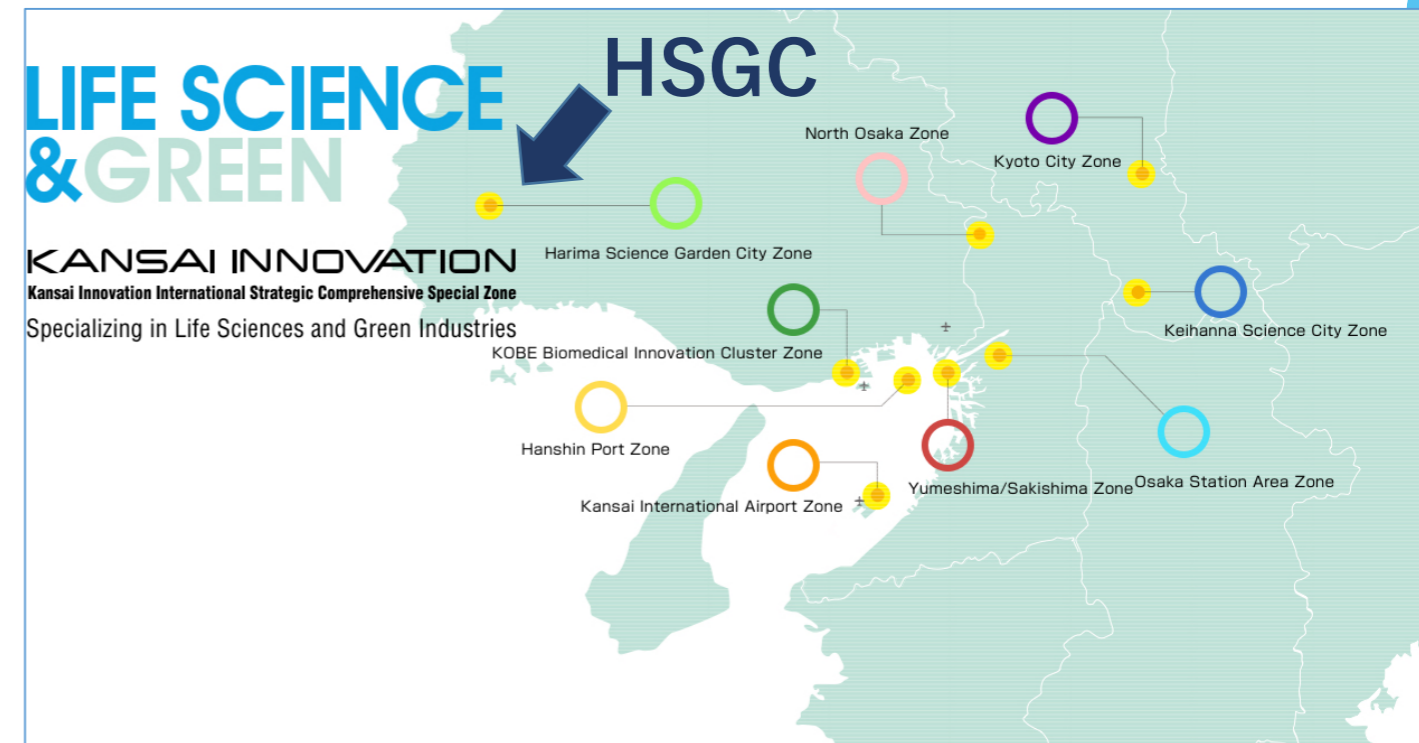 HSGC
LIFE SCIENCE
&GREEN
KANSAI INNOVATION
Kansai Innovation International Strategic Comprehensive Special Zone
Specializing in Life Sciences and Green Industries
North Osaka Zone
Kyoto City Zone
Harima Science Garden City Zone
Keihanna Science City Zone
KOBE Biomedical Innovation Cluster Zone
Hanshin Port Zone
Kansai International Airport Zone
Yumeshima/Sakishima Zone
Osaka Station Area Zone